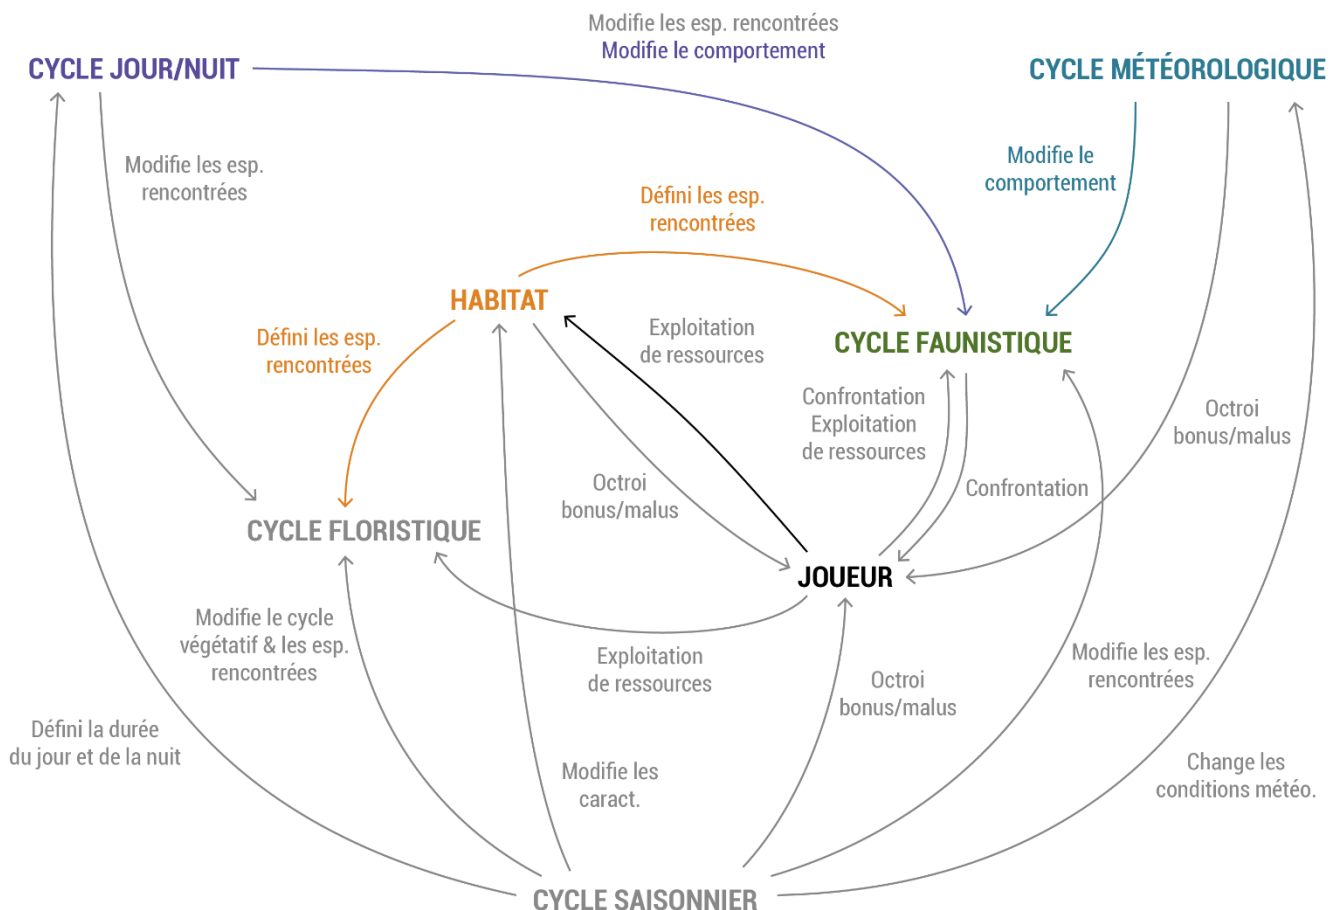 Modifie les esp. rencontrées
Modifie le comportement
CYCLE JOUR/NUIT
CYCLE MÉTÉOROLOGIQUE
Modifie les esp.
rencontrées
Modifie le
comportement
Défini les esp.
rencontrées
HABITAT
Exploitation
de ressources
CYCLE FAUNISTIQUE
Défini les esp.
rencontrées
Confrontation
Exploitation
de ressources
Octroi
bonus/malus
Octroi
bonus/malus
Confrontation
CYCLE FLORISTIQUE
JOUEUR
Modifie le cycle
végétatif & les esp.
rencontrées
Exploitation
de ressources
Octroi
bonus/malus
Modifie les esp.
rencontrées
Défini la durée
du jour et de la nuit
Modifie les
caract.
Change les
conditions météo.
CYCLE SAISONNIER